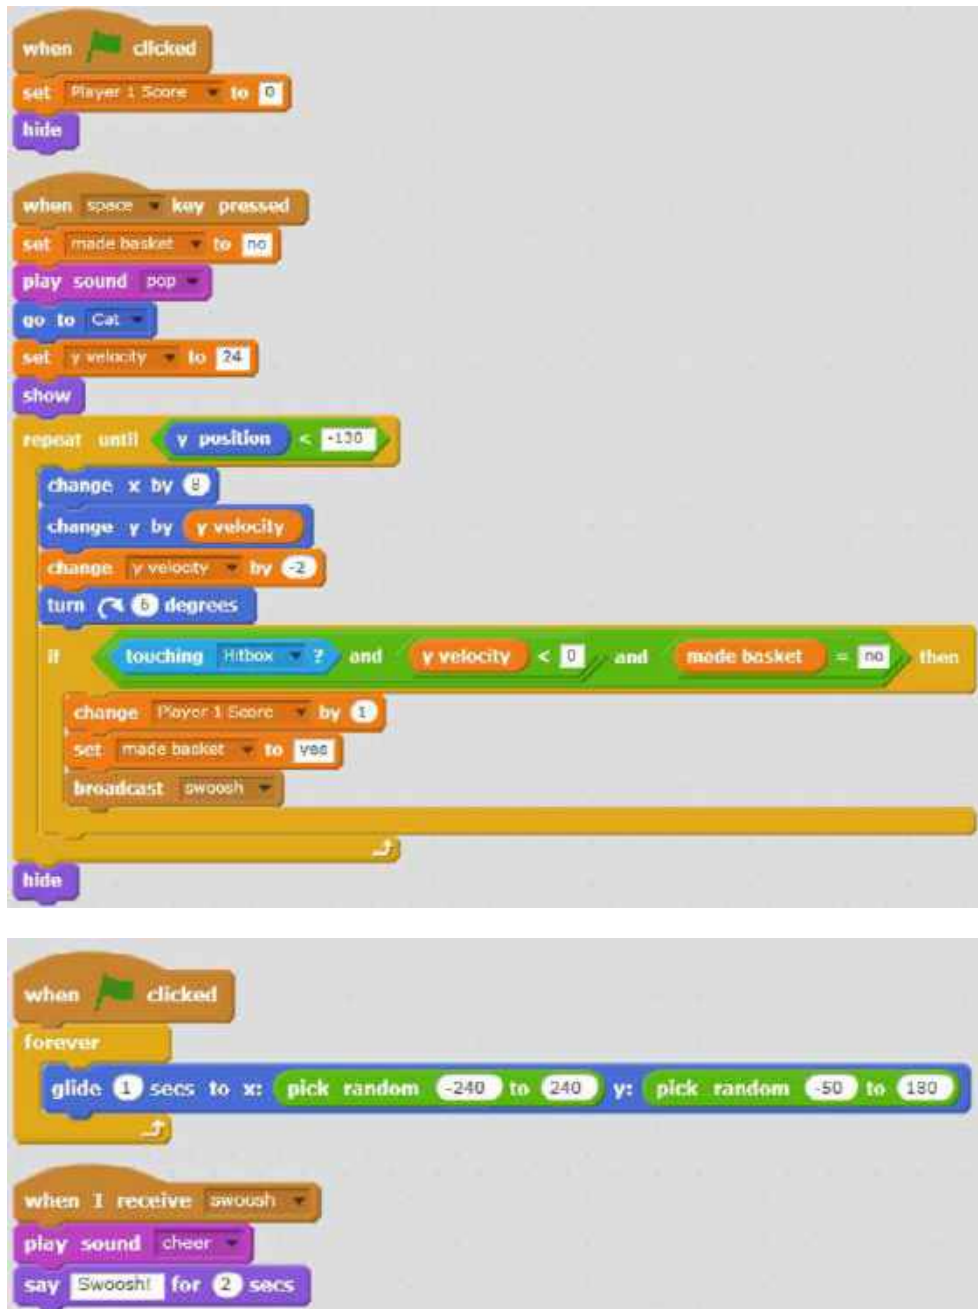 when clicked
set Player 1 Score to 0
hide
when space key pressed
set made basket to no
play sound pop
go to Cat
set y velocity to 24
show
repeat until y position < -130
change x by 8
change y by y velocity
change y velocity by -2
turn 6 degrees
if touching Hitbox ? and y velocity < 0 and made basket = no then
change Player 1 Score by 1
set made basket to yes
broadcast swoosh
hide
when clicked
forever
glide 1 secs to x: pick random -240 to 240 y: pick random -50 to 180
when I receive swoosh
play sound cheer
say Swoosh! for 2 secs